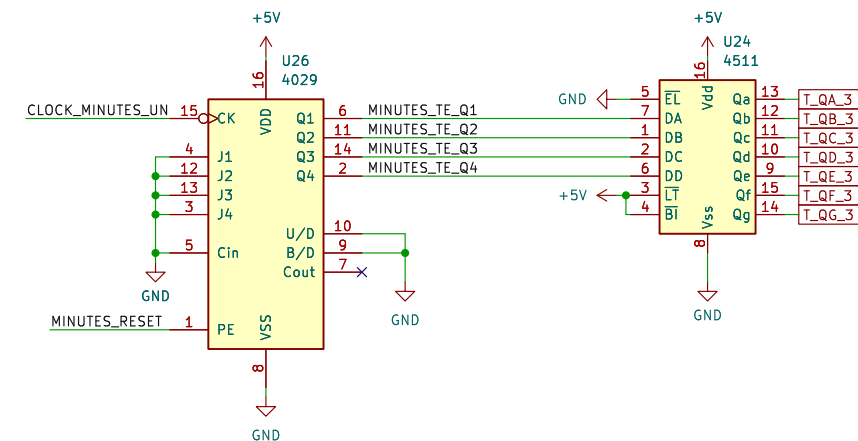 +5V
U26
4029
16
VDD
CLOCK_MINUTES_UN
15
CK
4
J1
12
J2
13
J3
3
J4
5
Cin
GND
MINUTES_RESET
1
PE
VSS
8
GND
Q1
6
MINUTES_TE_Q1
Q2
11
MINUTES_TE_Q2
Q3
14
MINUTES_TE_Q3
Q4
2
MINUTES_TE_Q4
U/D
10
B/D
9
Cout
7
GND
+5V
U24
4511
16
Vdd
GND
5
EL
7
DA
1
DB
2
DC
6
DD
+5V
3
LT
4
BI
Vss
8
GND
Qa
13
T_QA_3
Qb
12
T_QB_3
Qc
11
T_QC_3
Qd
10
T_QD_3
Qe
9
T_QE_3
Qf
15
T_QF_3
Qg
14
T_QG_3